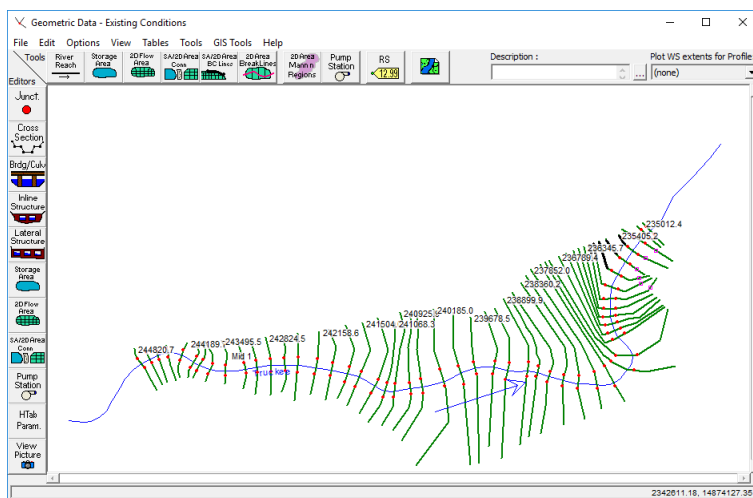 Geometric Data - Existing Conditions
File Edit Options View Tables Tools GIS Tools Help
Tools
Editors
River
Reach
Storage
Area
2D Flow
Area
SA/2D Area
Conn
SA/2D Area
BC Lines
2D Area
BreakLines
2D Area
Mann n
Regions
Pump
Station
RS
12.99
Description :
...
Plot WS extents for Profile
(none)
Junct.
Cross
Section
Brdg/Culv
Inline
Structure
Lateral
Structure
Storage
Area
2D Flow
Area
SA/2D Area
Conn
Pump
Station
HTab
Param.
View
Picture
235012.4
235405.2
236345.7
236789.4
237852.0
238360.2
238899.9
239678.5
240185.0
240925.
241068.3
241504.
242158.6
242824.5
243495.5
244189.
244820.7
Mid 1
Truckee
2342611.18, 14874127.35